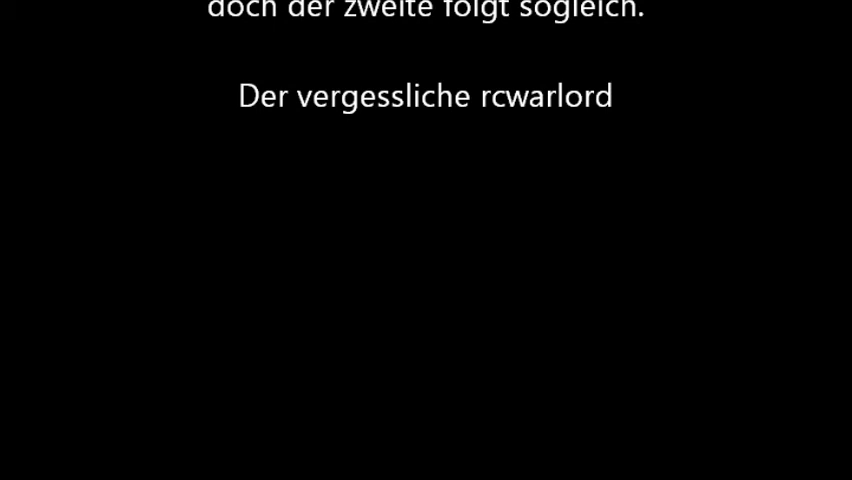 doch der zweite folgt sogleich.
Der vergessliche rcwarlord